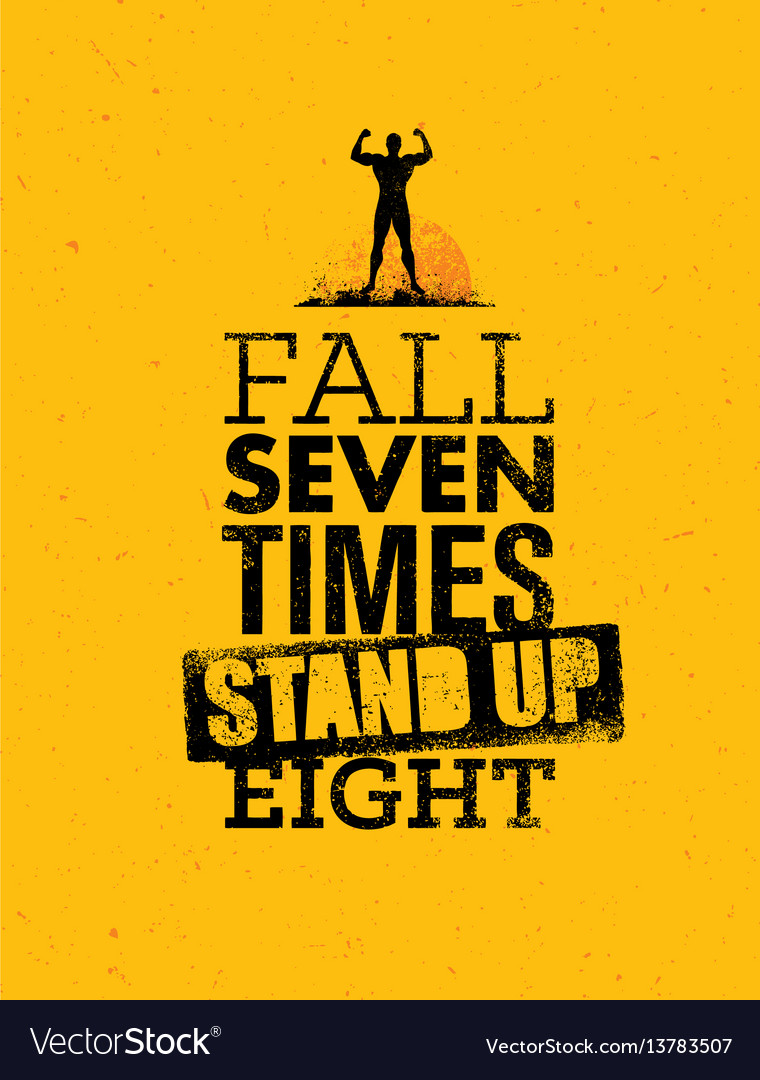 FALL
SEVEN
TIMES
STAND UP
EIGHT
VectorStock® VectorStock.com/13783507